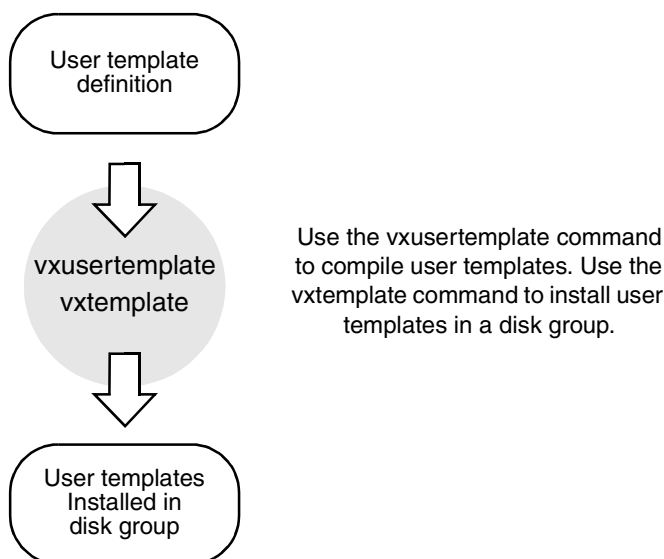 User template
definition
vxusertemplate
vxtemplate
Use the vxusertemplate command
to compile user templates. Use the
vxtemplate command to install user
templates in a disk group.
User templates
Installed in
disk group